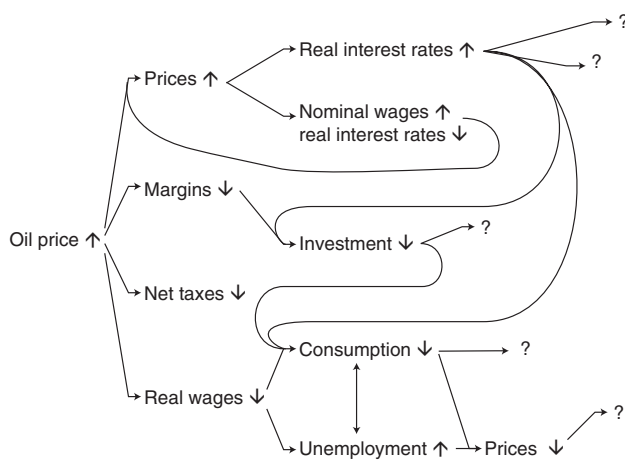 ?
Real interest rates ↑
?
Prices ↑
Nominal wages ↑
real interest rates ↓
Margins ↓
?
Oil price ↑
Investment ↓
Net taxes ↓
Consumption ↓
?
Real wages ↓
?
Unemployment ↑
Prices ↓